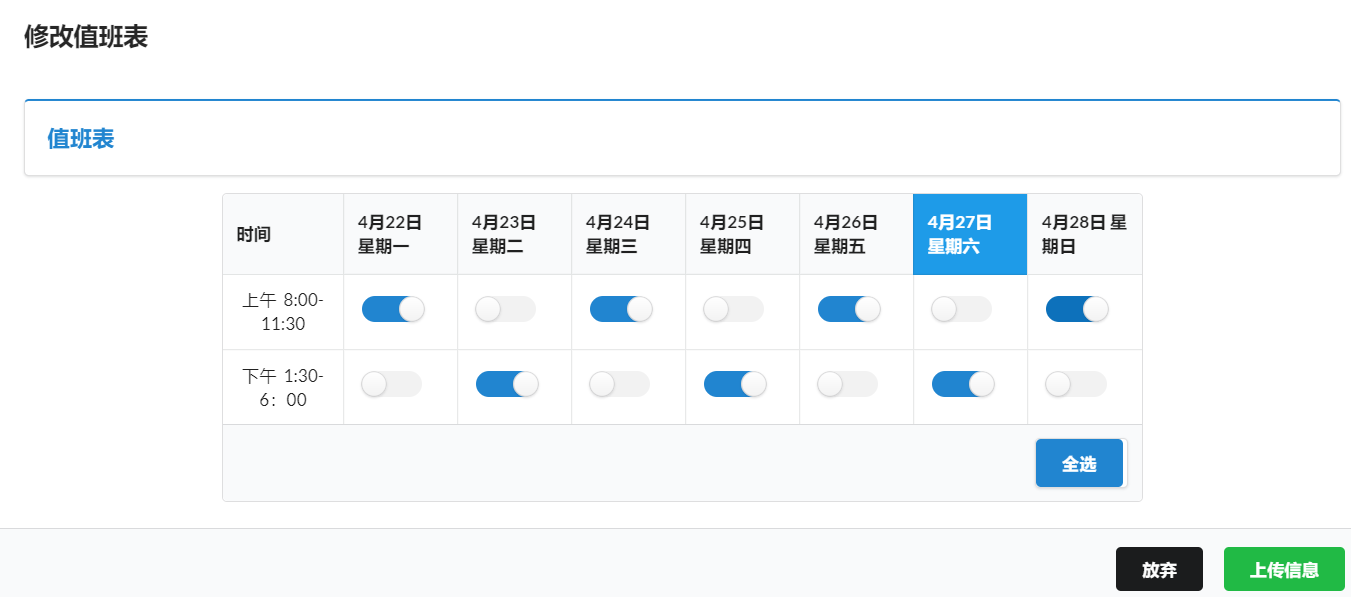 修改值班表
值班表
时间
4月22日
星期一
4月23日
星期二
4月24日
星期三
4月25日
星期四
4月26日
星期五
4月27日
星期六
4月28日 星
期日
上午 8:00-
11:30
下午 1:30-
6：00
全选
放弃
上传信息